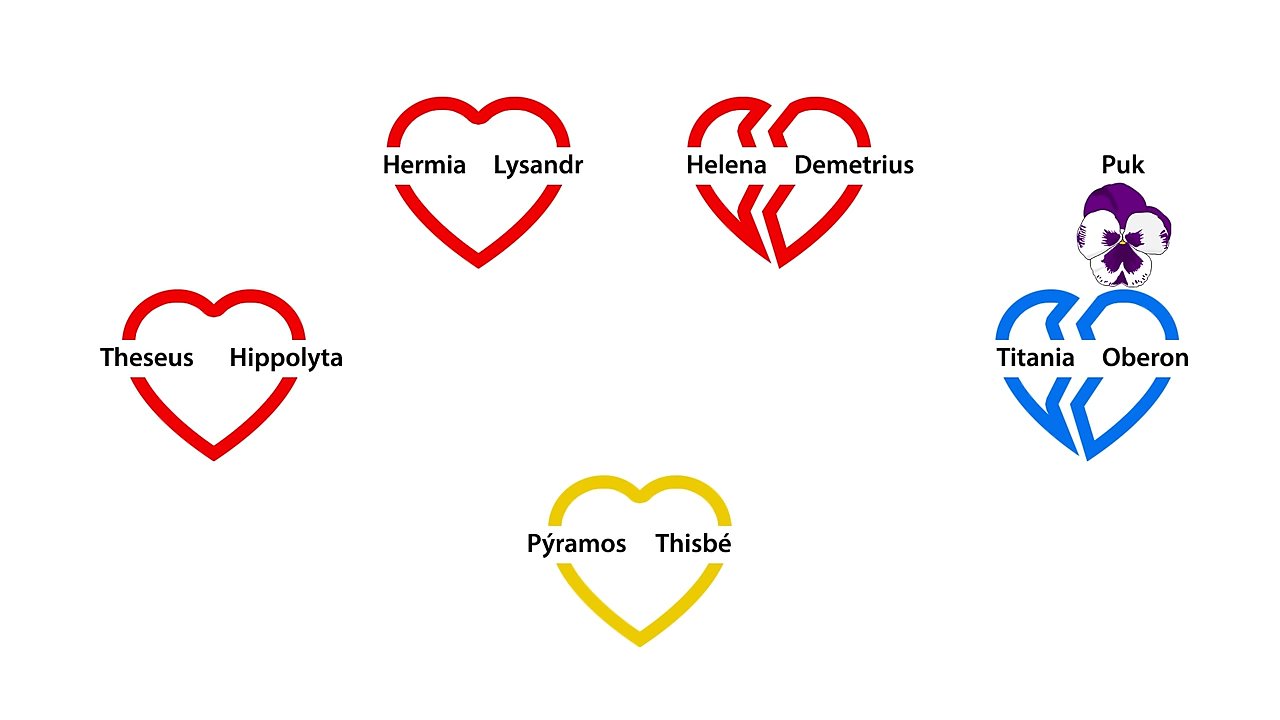 Hermia Lysandr
Helena Demetrius
Puk
Theseus Hippolyta
Titania Oberon
Pýramos Thisbé